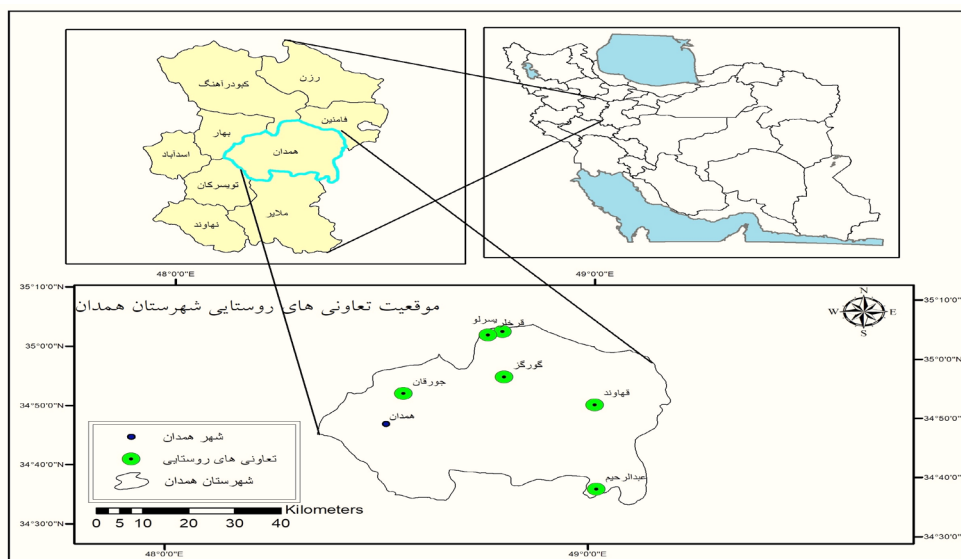 رزن
کبودرآهنگ
فامنین
بهار
همدان
اسدآباد
تویسرکان
ملایر
نهاوند
48°0'0"E
49°0'0"E
35°10'0"N
35°10'0"N
موقعیت تعاونی های روستایی شهرستان همدان
N
W
E
S
قرخلر
یسرلو
35°0'0"N
35°0'0"N
گورگز
جورقان
قهاوند
34°50'0"N
34°50'0"N
همدان
شهر همدان
تعاونی های روستایی
34°40'0"N
34°40'0"N
شهرستان همدان
عبدالرحیم
Kilometers
0 5 10 20 30 40
34°30'0"N
34°30'0"N
48°0'0"E
49°0'0"E